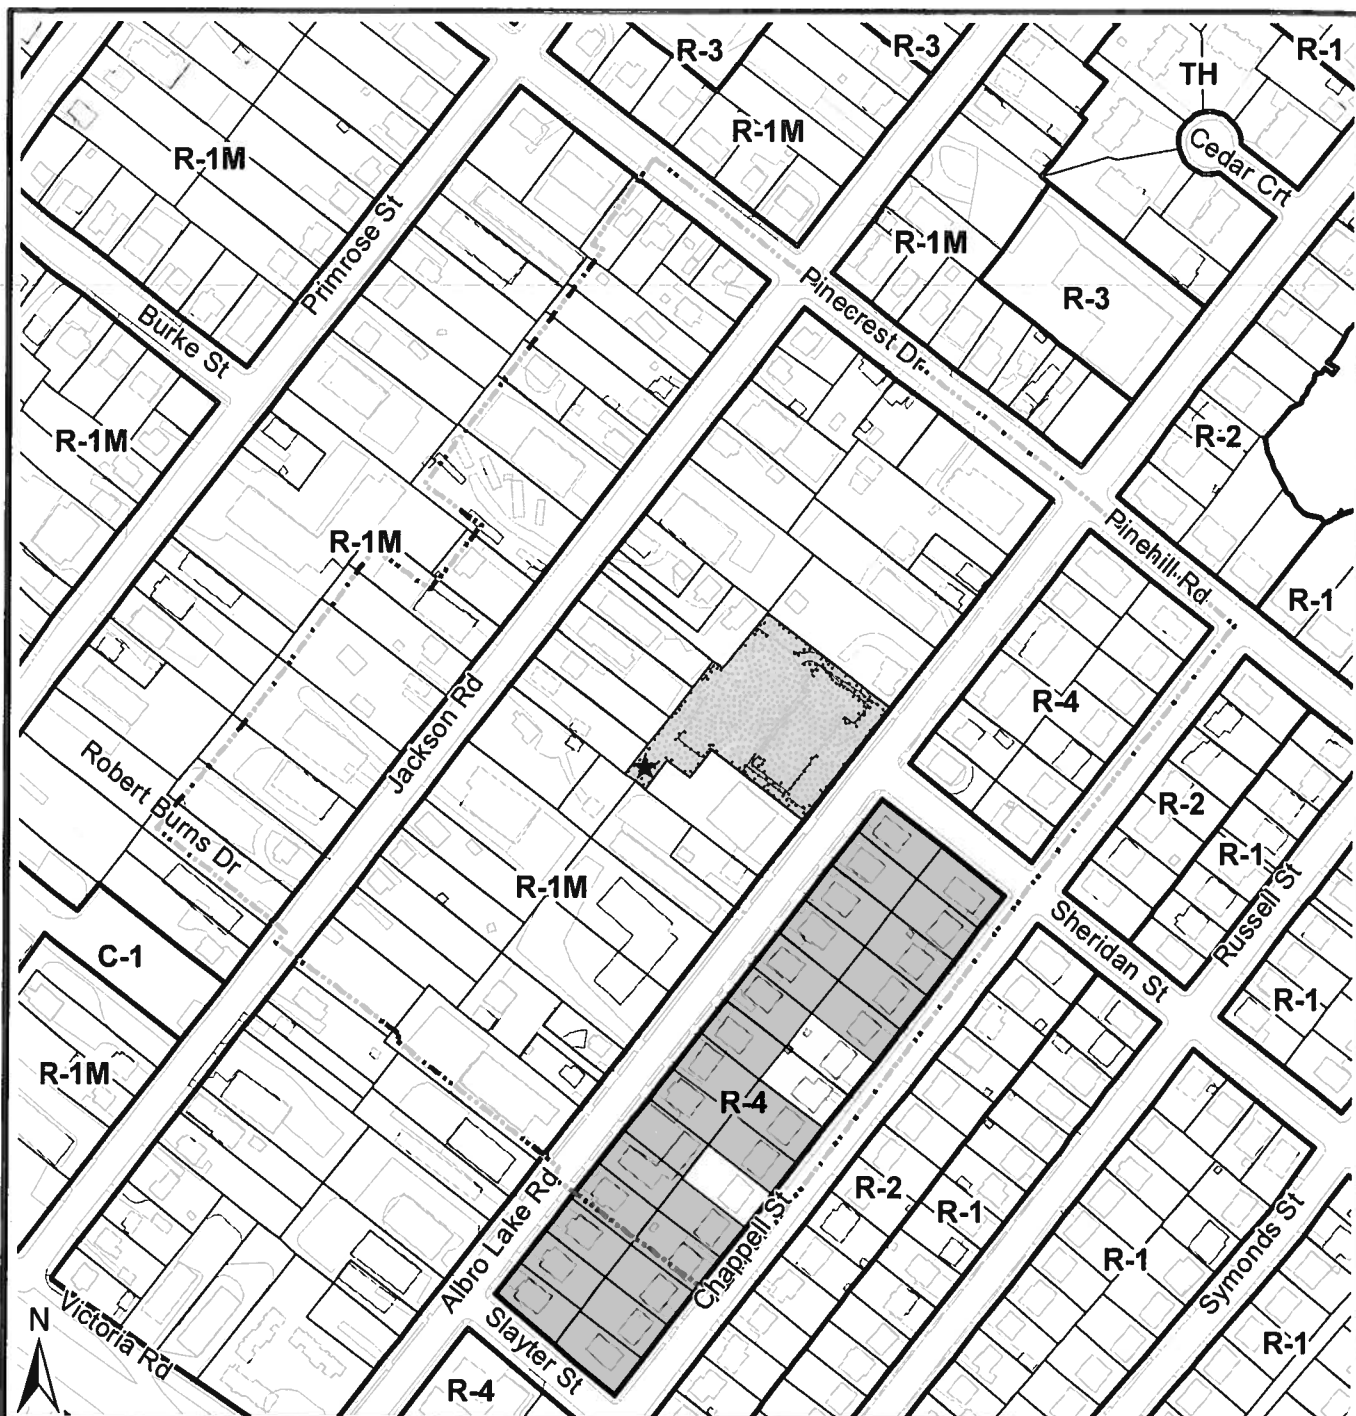 R-3
R-3
R-1
TH
R-1M
R-1M
Cedar Crt
R-1M
Primrose St
R-3
Pinecrest Dr
Burke St
R-1M
R-2
R-1M
Pinehill Rd
R-1
R-4
Jackson Rd
Robert Burns Dr
R-2
R-1
Russell St
R-1M
Sheridan St
C-1
R-1
R-1M
R-4
R-2
R-1
Albro Lake Rd
Chappell St
R-1
Symonds St
N
Victoria Rd
Slayter St
R-1
R-4